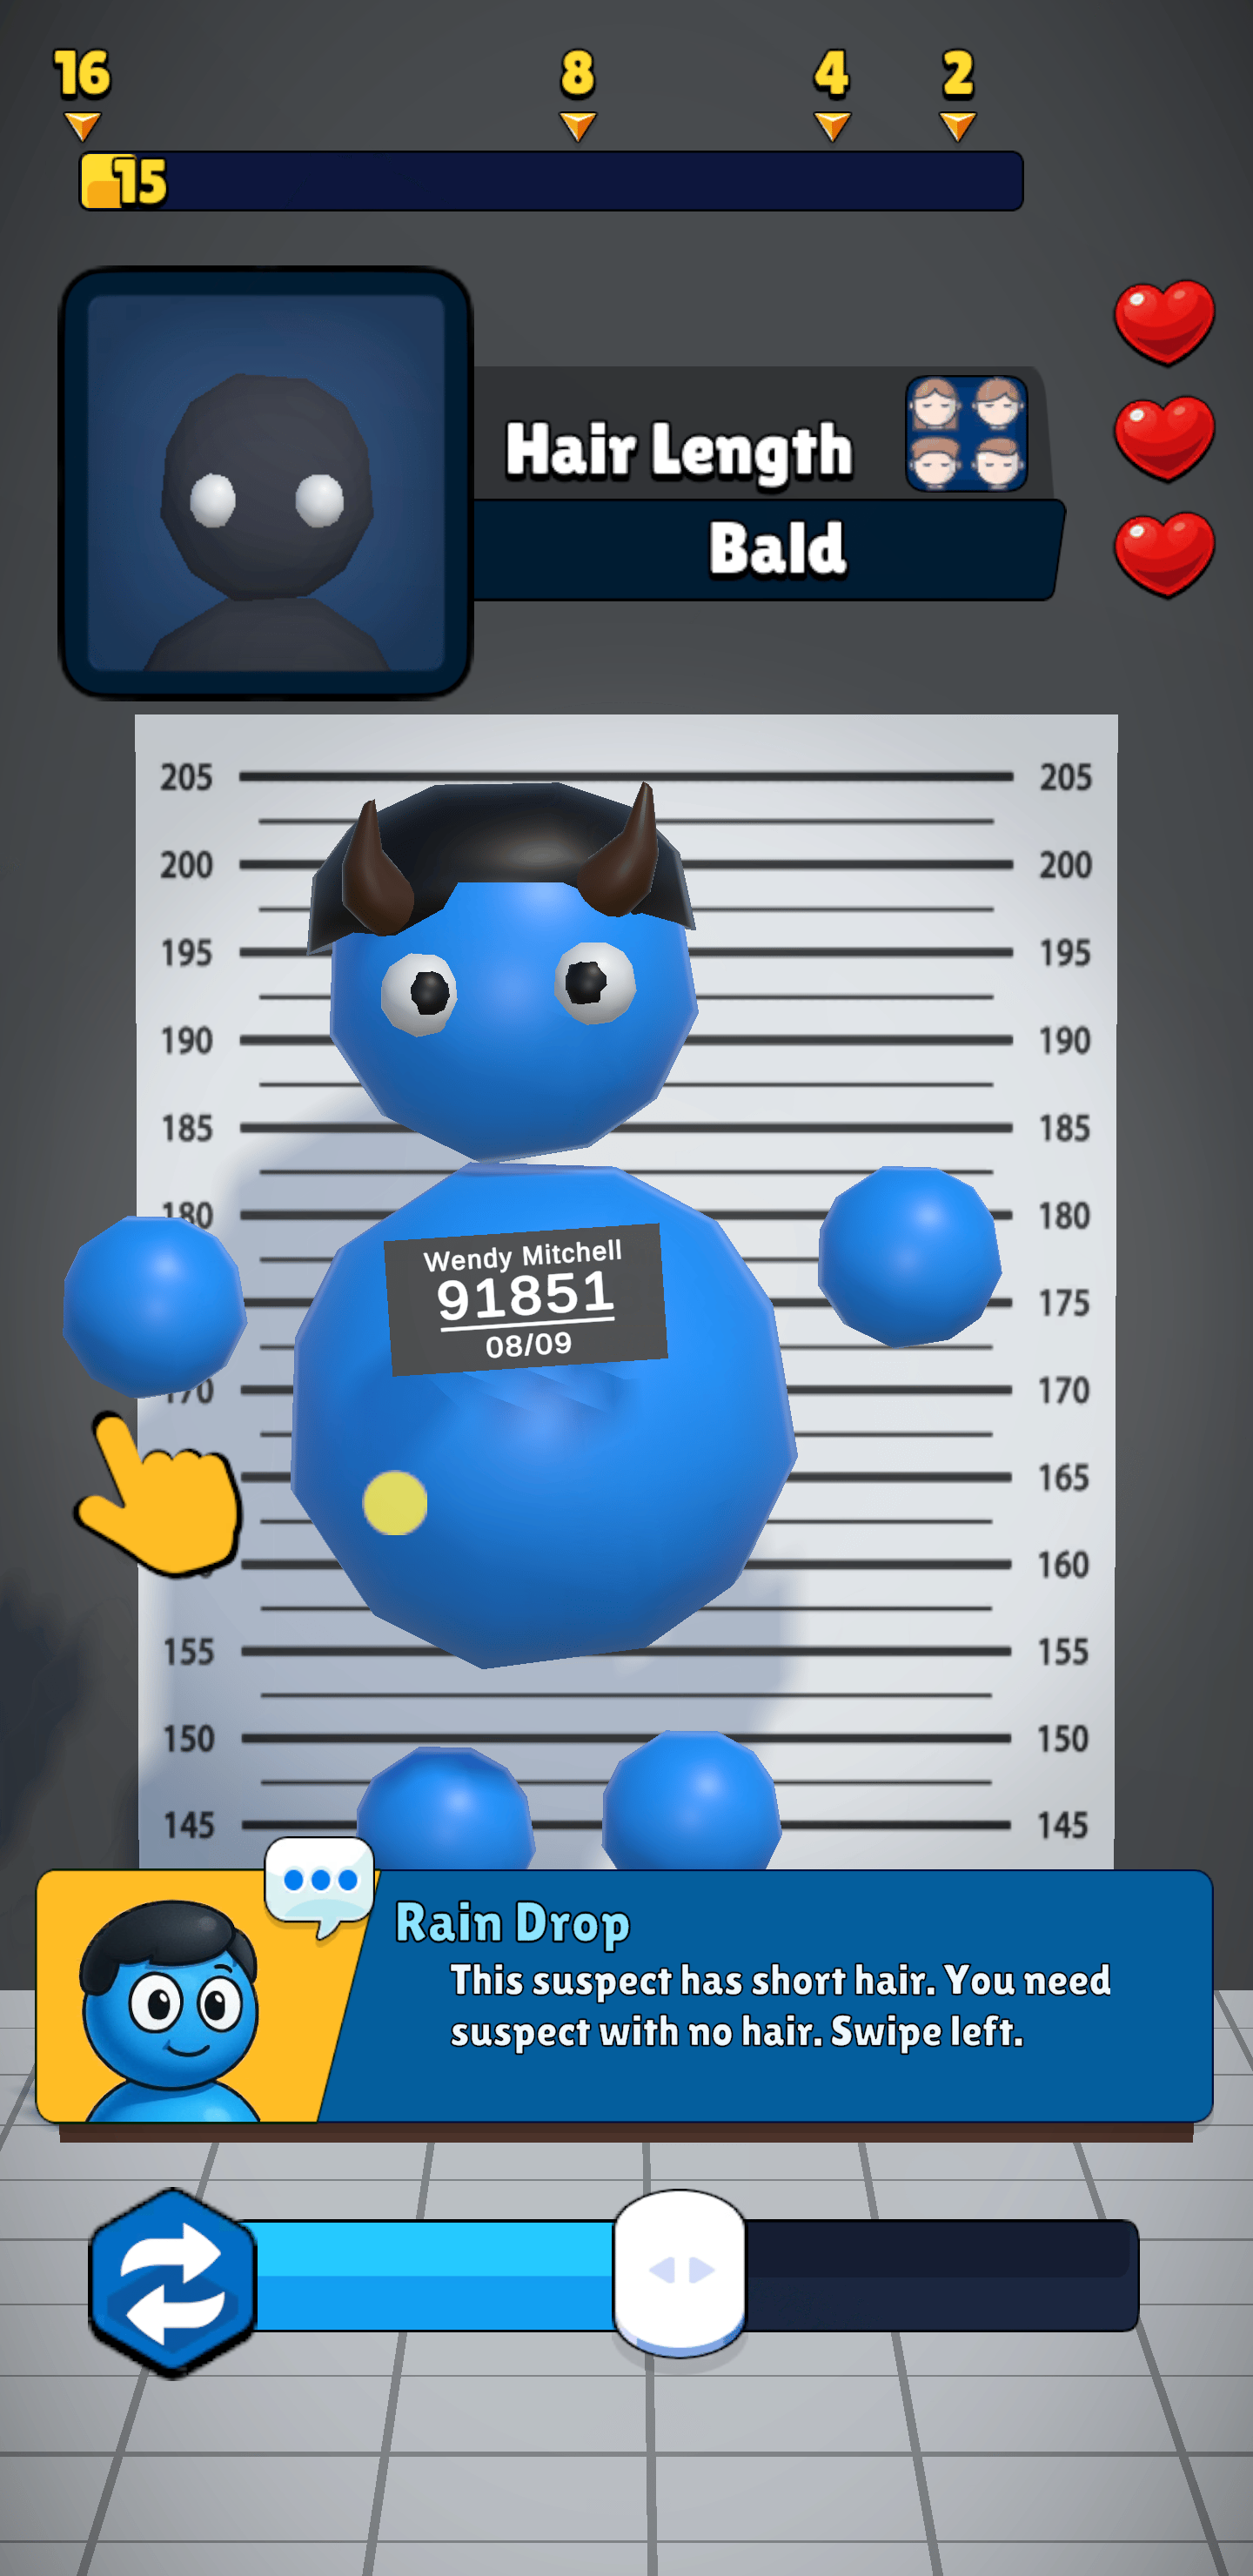 16 8 4 2
15
Hair Length
Bald
205 205
200 200
195 195
190 190
185 185
180 180
Wendy Mitchell
91851
08/09
175
170 170
165
160
155 155
150 150
145 145
Rain Drop
This suspect has short hair. You need
suspect with no hair. Swipe left.